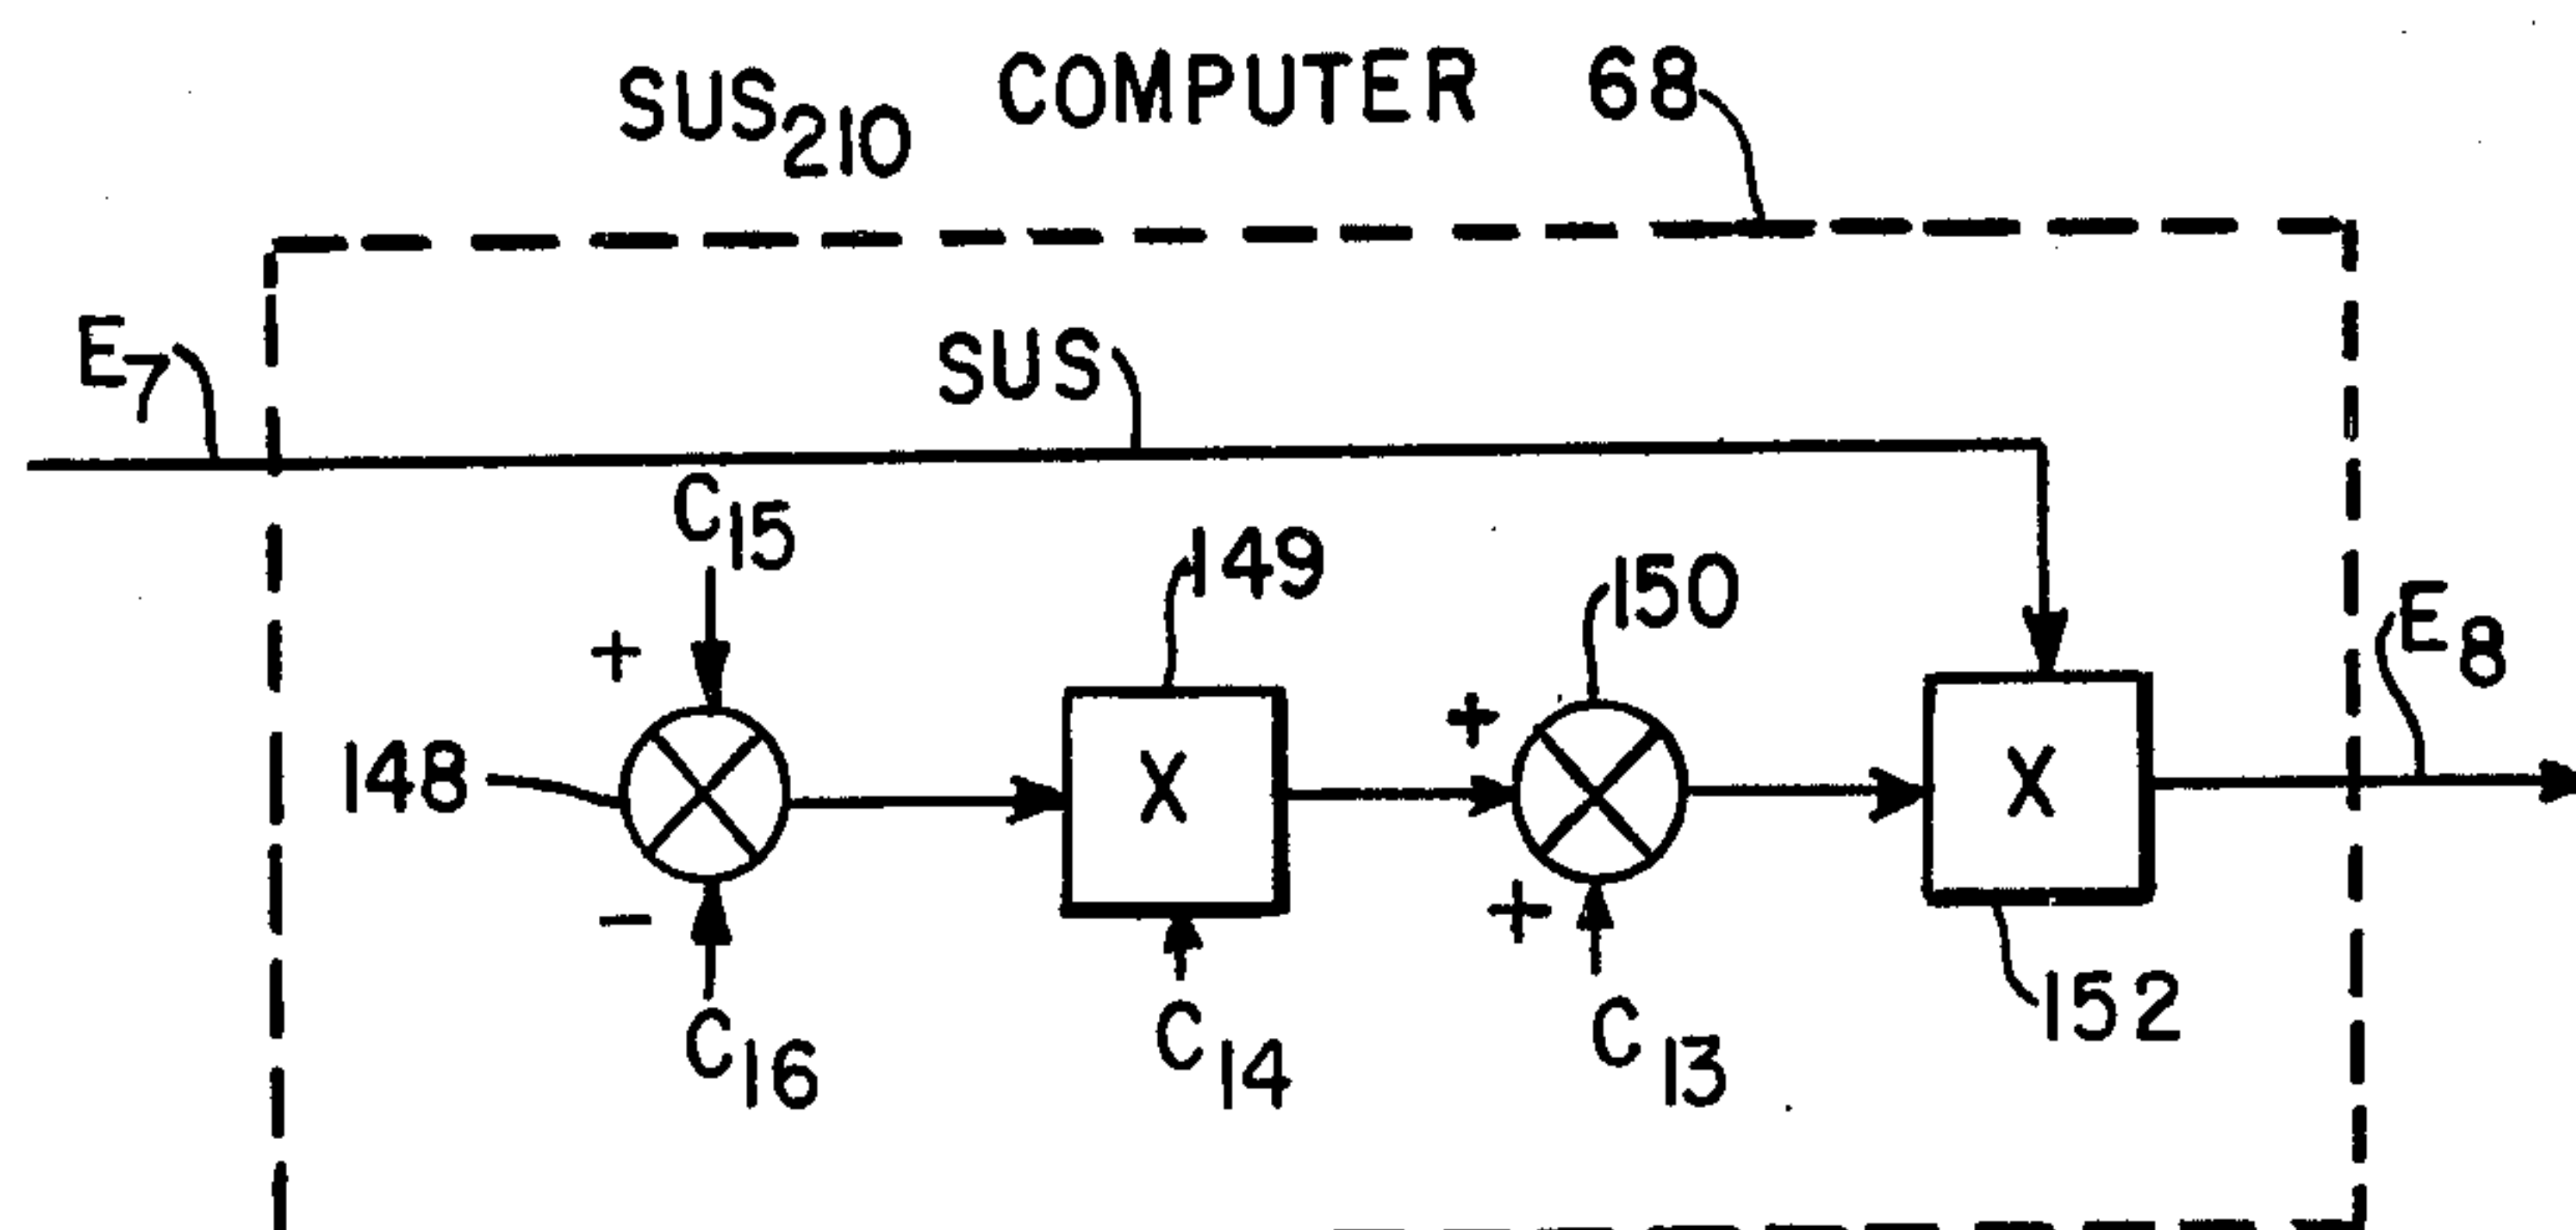 SUS210 COMPUTER 68
E7
SUS
C15
149
150
E8
+
+
148
X
X
-
+
C16
C14
C13
152